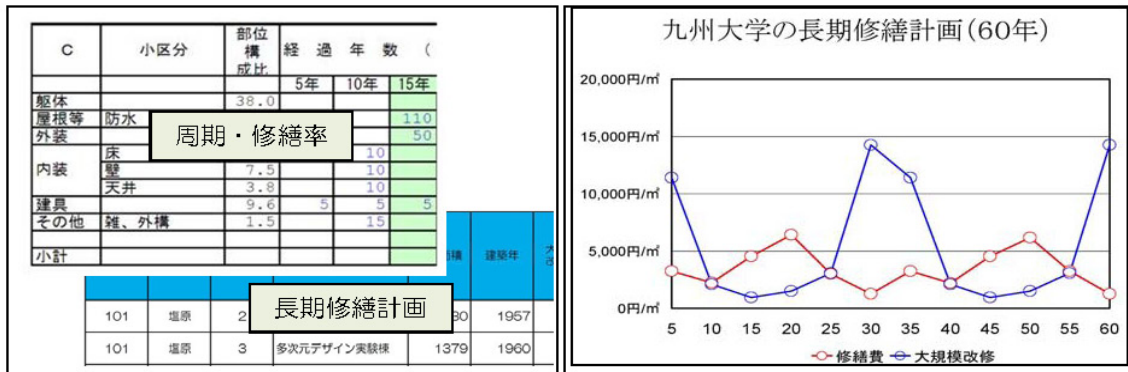 C 小区分 部位構成比 経過年数(
5年 10年 15年
躯体 38.0
屋根等 防水 110
外装 50
周期・修繕率
内装 床 10
壁 7.5 10
天井 3.8 10
建具 9.6 5 5 5
その他 雑、外構 1.5 15
小計
建築年
長期修繕計画
101 塩原 2 1957
101 塩原 3 多次元デザイン実験棟 1379 1960
九州大学の長期修繕計画(60年)
20,000円/㎡
15,000円/㎡
10,000円/㎡
5,000円/㎡
0円/㎡
5 10 15 20 25 30 35 40 45 50 55 60
修繕費 大規模改修